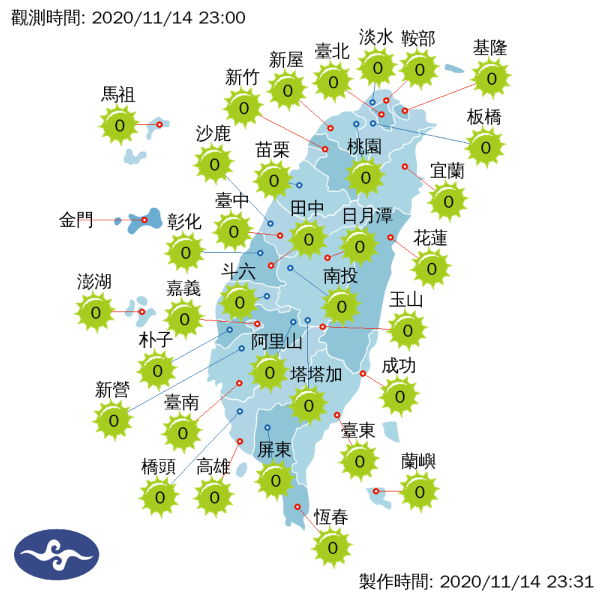 觀測時間: 2020/11/14 23:00
淡水
鞍部
臺北
基隆
新屋
新竹
馬祖
0
0
0
0
0
0
0
板橋
沙鹿
苗栗
桃園
0
0
0
0
宜蘭
0
0
臺中
田中
日月潭
金門
彰化
花蓮
0
0
0
0
0
斗六
南投
澎湖
嘉義
玉山
0
0
0
0
0
朴子
阿里山
塔塔加
成功
0
0
新營
0
0
臺南
0
0
臺東
屏東
0
橋頭
高雄
蘭嶼
0
0
0
0
恆春
0
製作時間: 2020/11/14 23:31